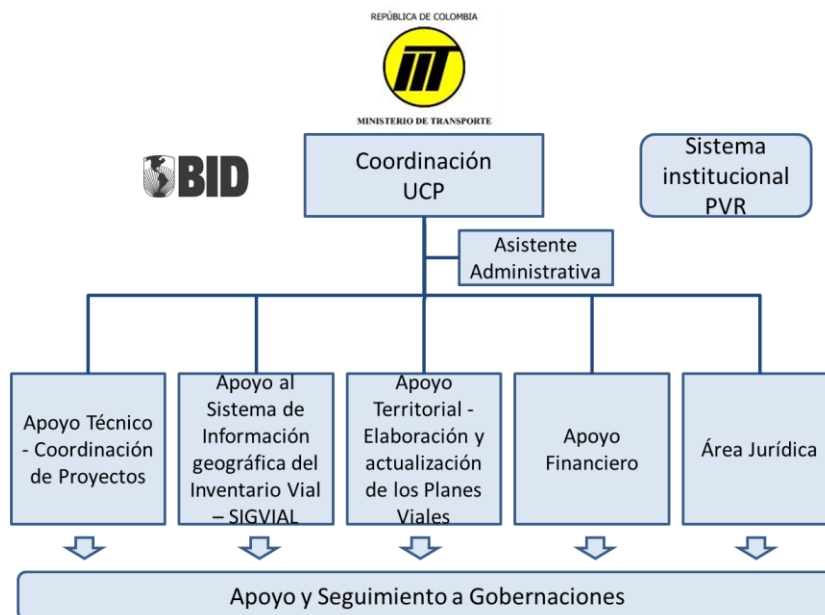 REPÚBLICA DE COLOMBIA
MINISTERIO DE TRANSPORTE
BID
Coordinación
UCP
Sistema
institucional
PVR
Asistente
Administrativa
Apoyo Técnico
- Coordinación
de Proyectos
Apoyo al
Sistema de
Información
geográfica del
Inventario Vial
– SIGVIAL
Apoyo
Territorial -
Elaboración y
actualización
de los Planes
Viales
Apoyo
Financiero
Área Jurídica
Apoyo y Seguimiento a Gobernaciones